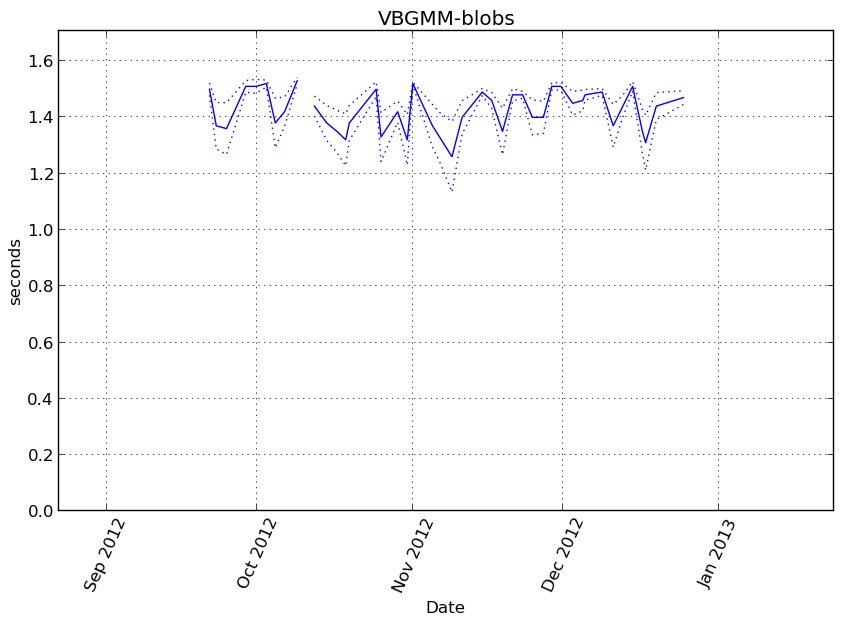 VBGMM-blobs
1.6
1.4
1.2
1.0
0.8
0.6
0.4
0.2
0.0
seconds
Sep 2012
Oct 2012
Nov 2012
Dec 2012
Jan 2013
Date